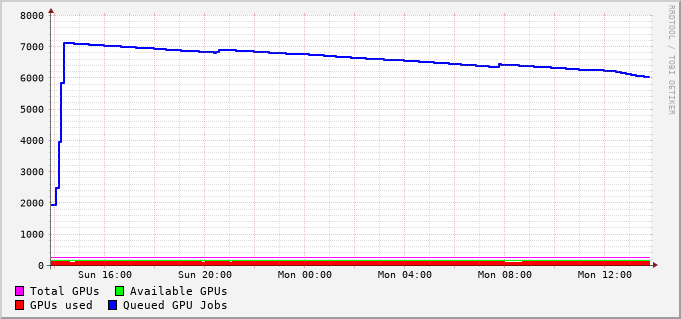 8000
7000
6000
5000
4000
3000
2000
1000
0
Sun 16:00 Sun 20:00 Mon 00:00 Mon 04:00 Mon 08:00 Mon 12:00
Total GPUs Available GPUs
GPUs used Queued GPU Jobs
RRDTOOL / TOBI OETIKER